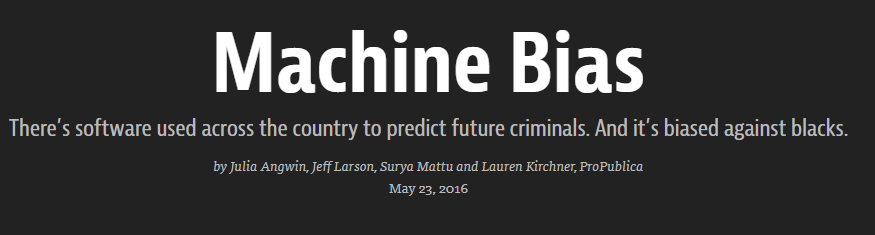 Machine Bias
There’s software used across the country to predict future criminals. And it’s biased against blacks.
by Julia Angwin, Jeff Larson, Surya Mattu and Lauren Kirchner, ProPublica
May 23, 2016